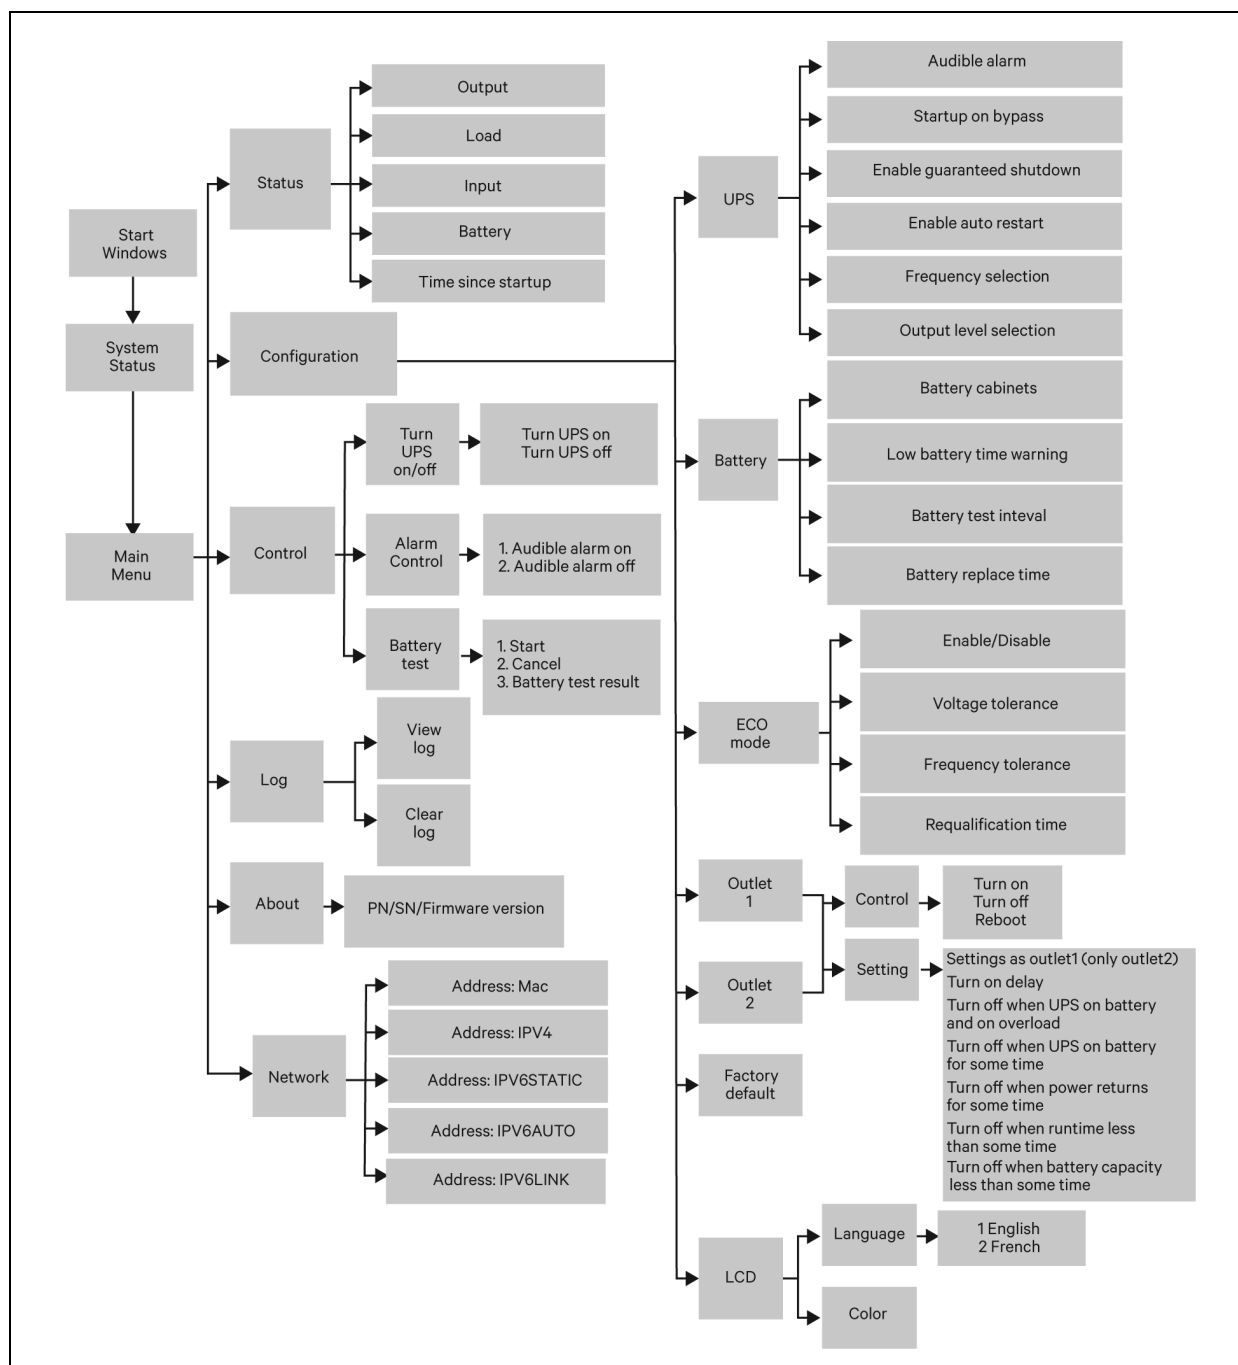 Start
Windows
System
Status
Main
Menu
Status
Output
Load
Input
Battery
Time since startup
Configuration
Control
Turn
UPS
on/off
Turn UPS on
Turn UPS off
Alarm
Control
1. Audible alarm on
2. Audible alarm off
Battery
test
1. Start
2. Cancel
3. Battery test result
Log
View
log
Clear
log
About
PN/SN/Firmware version
Network
Address: Mac
Address: IPV4
Address: IPV6STATIC
Address: IPV6AUTO
Address: IPV6LINK
UPS
Audible alarm
Startup on bypass
Enable guaranteed shutdown
Enable auto restart
Frequency selection
Output level selection
Battery
Battery cabinets
Low battery time warning
Battery test inteval
Battery replace time
ECO
mode
Enable/Disable
Voltage tolerance
Frequency tolerance
Requalification time
Outlet
1
Outlet
2
Control
Turn on
Turn off
Reboot
Setting
Settings as outlet1 (only outlet2)
Turn on delay
Turn off when UPS on battery
and on overload
Turn off when UPS on battery
for some time
Turn off when power returns
for some time
Turn off when runtime less
than some time
Turn off when battery capacity
less than some time
Factory
default
LCD
Language
1 English
2 French
Color